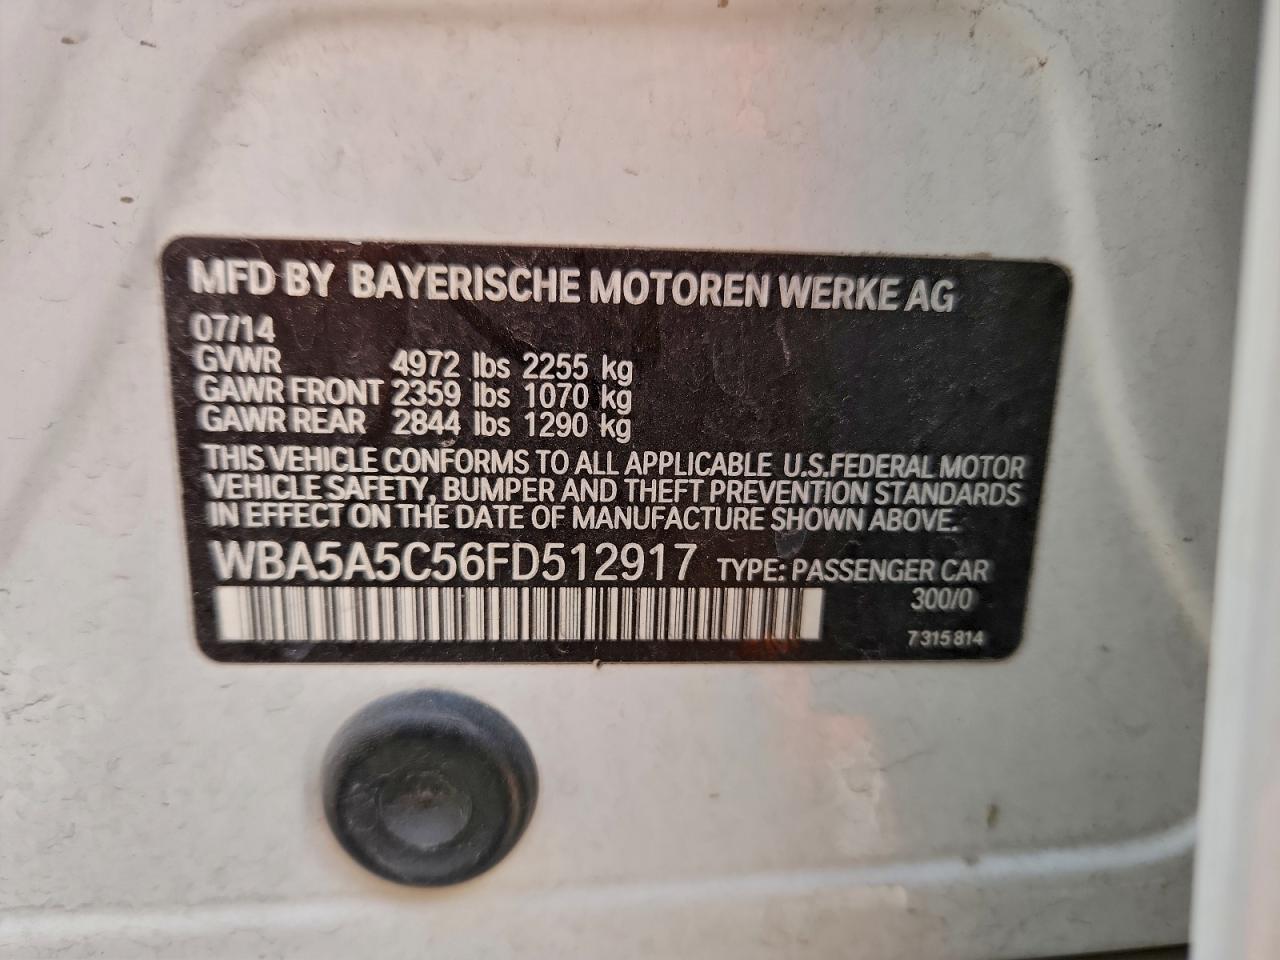 MFD BY BAYERISCHE MOTOREN WERKE AG
07/14
GVWR 4972 lbs 2255 kg
GAWR FRONT 2359 lbs 1070 kg
GAWR REAR 2844 lbs 1290 kg
THIS VEHICLE CONFORMS TO ALL APPLICABLE U.S.FEDERAL MOTOR
VEHICLE SAFETY, BUMPER AND THEFT PREVENTION STANDARDS
IN EFFECT ON THE DATE OF MANUFACTURE SHOWN ABOVE.
WBA5A5C56FD512917 TYPE: PASSENGER CAR
300/0
7 315 814